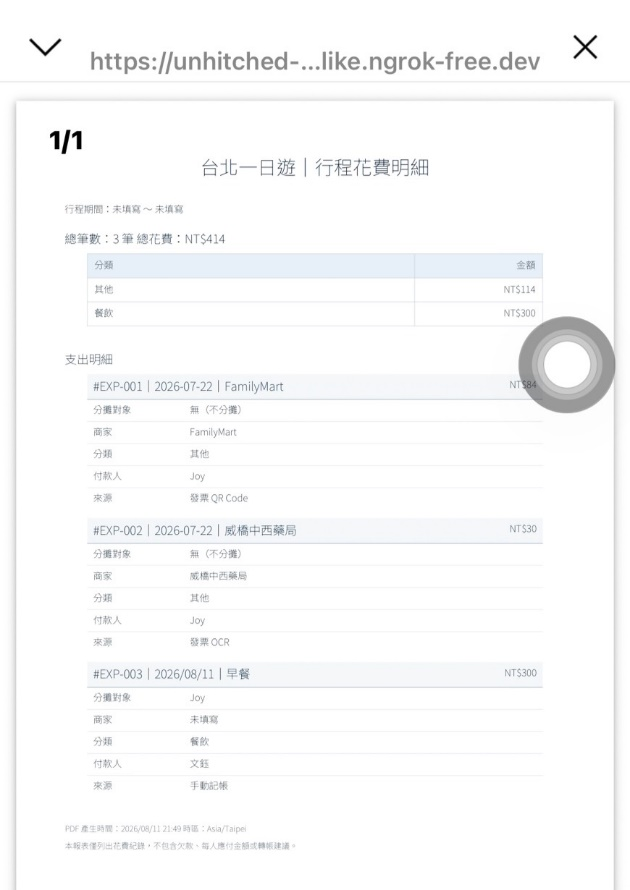 https://unhitched-...like.ngrok-free.dev
1/1
台北一日遊｜行程花費明細
行程期間：未填寫 ～ 未填寫
總筆數：3 筆 總花費：NT$414
分類 金額
其他 NT$114
餐飲 NT$300
支出明細
#EXP-001｜2026-07-22｜FamilyMart NT$84
分攤對象 無（不分攤）
商家 FamilyMart
分類 其他
付款人 Joy
來源 發票 QR Code
#EXP-002｜2026-07-22｜威橋中西藥局 NT$30
分攤對象 無（不分攤）
商家 威橋中西藥局
分類 其他
付款人 Joy
來源 發票 OCR
#EXP-003｜2026/08/11｜早餐 NT$300
分攤對象 Joy
商家 未填寫
分類 餐飲
付款人 文鈺
來源 手動記帳
PDF 產生時間：2026/08/11 21:49 時區：Asia/Taipei
本報表僅列出花費紀錄，不包含欠款、每人應付金額或轉帳建議。